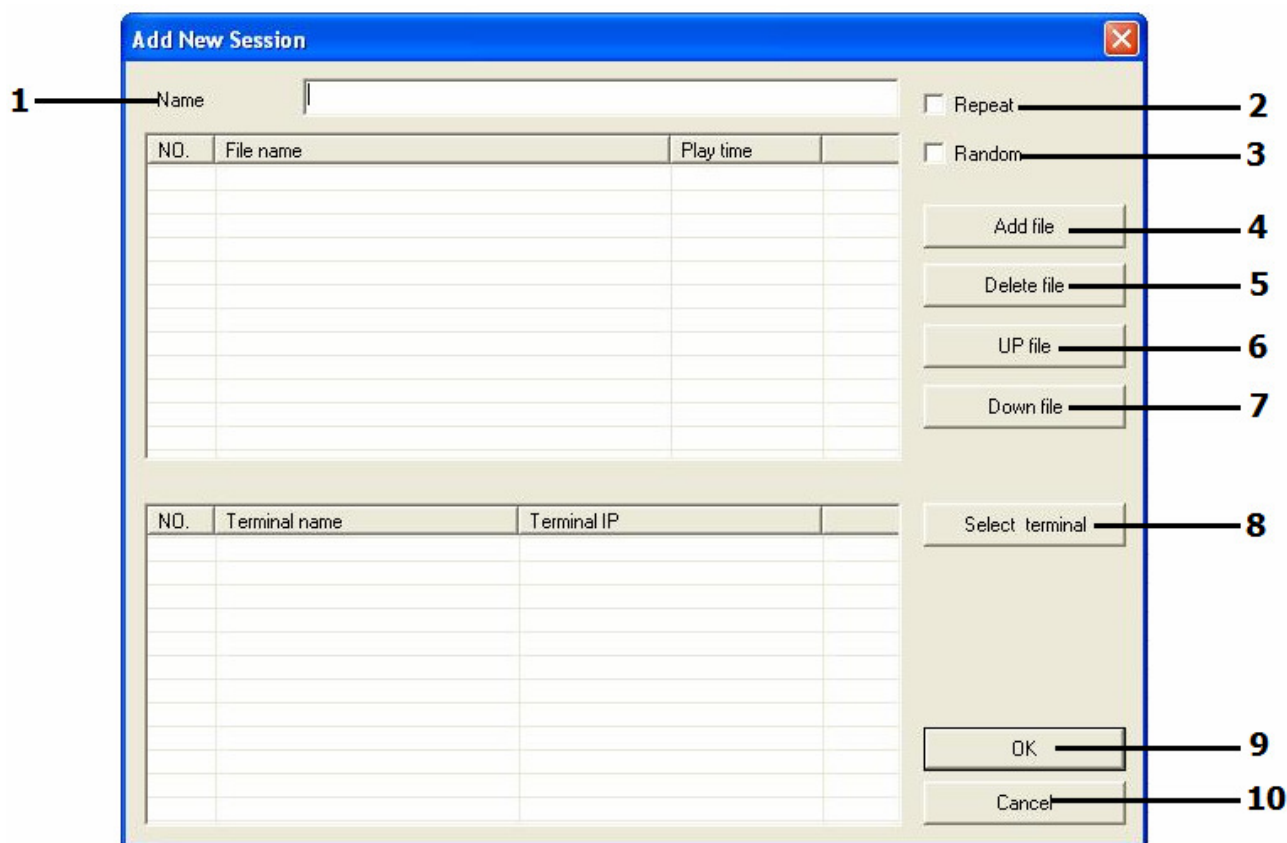 Add New Session
1 Name
Repeat 2
NO. File name Play time
Random 3
Add file 4
Delete file 5
UP file 6
Down file 7
NO. Terminal name Terminal IP
Select terminal 8
OK 9
Cancel 10